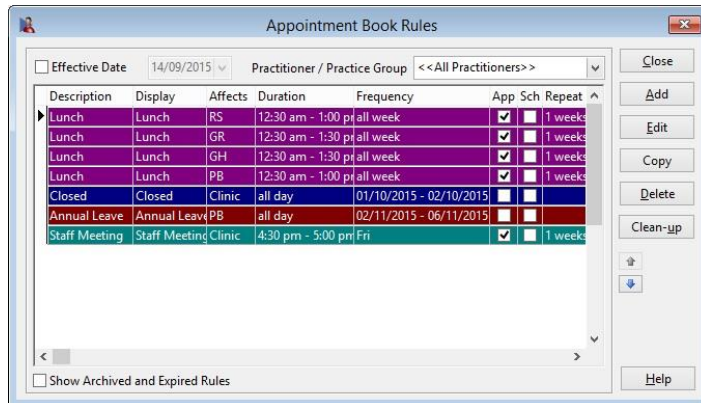 Appointment Book Rules
Effective Date 14/09/2015 Practitioner / Practice Group <<All Practitioners>> Close
Description Display Affects Duration Frequency App Sch Repeat Add
Lunch Lunch RS 12:30 am - 1:00 pr all week 1 weeks
Lunch Lunch GR 12:30 am - 1:30 pr all week 1 weeks Edit
Lunch Lunch GH 12:30 am - 1:30 pr all week 1 weeks
Lunch Lunch PB 12:30 am - 1:00 pr all week 1 weeks Copy
Closed Closed Clinic all day 01/10/2015 - 02/10/2015 Delete
Annual Leave Annual Leave PB all day 02/11/2015 - 06/11/2015
Staff Meeting Staff Meeting Clinic 4:30 pm - 5:00 pm Fri 1 weeks Clean-up
Show Archived and Expired Rules Help